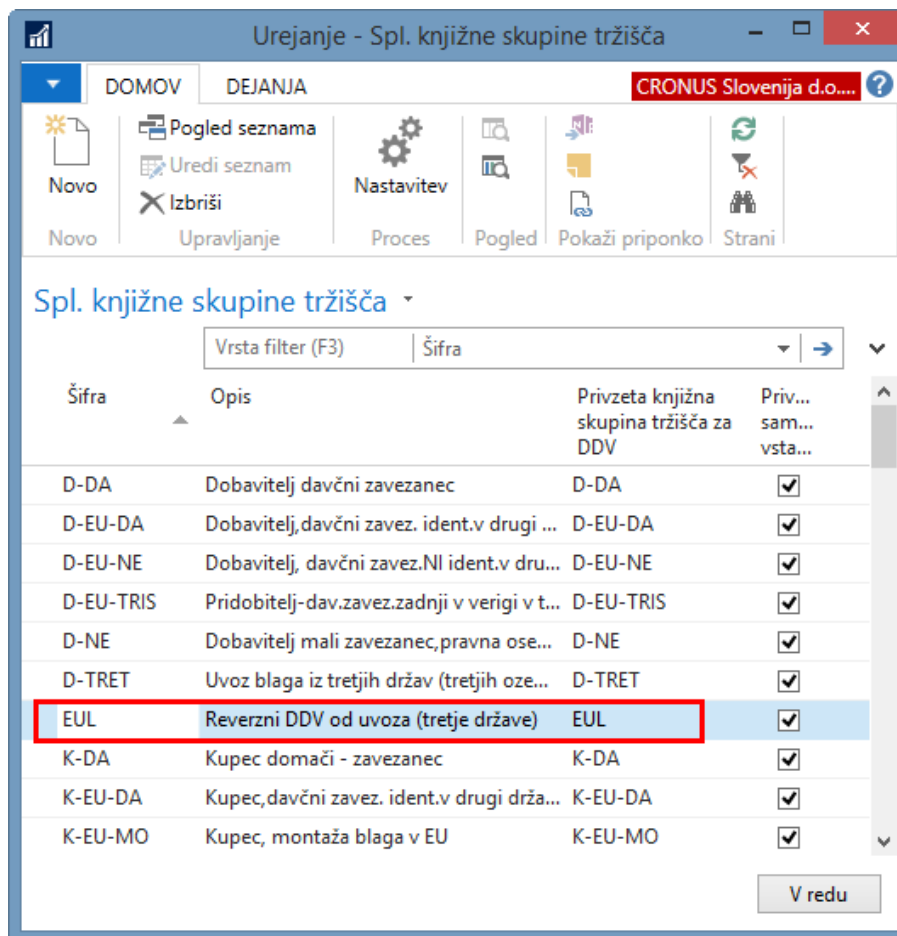 Urejanje - Spl. knjižne skupine tržišča
DOMOV DEJANJA CRONUS Slovenija d.o....
Novo
Pogled seznama
Uredi seznam
Izbriši
Nastavitev
Novo Upravljanje Proces Pogled Pokaži priponko Strani
Spl. knjižne skupine tržišča
Vrsta filter (F3) Šifra
Šifra Opis Privzeta knjižna skupina tržišča za DDV Priv... sam... vsta...
D-DA Dobavitelj davčni zavezanec D-DA
D-EU-DA Dobavitelj,davčni zavez. ident.v drugi ... D-EU-DA
D-EU-NE Dobavitelj, davčni zavez.NI ident.v dru... D-EU-NE
D-EU-TRIS Pridobitelj-dav.zavez.zadnji v verigi v t... D-EU-TRIS
D-NE Dobavitelj mali zavezanec,pravna ose... D-NE
D-TRET Uvoz blaga iz tretjih držav (tretjih oze... D-TRET
EUL Reverzni DDV od uvoza (tretje države) EUL
K-DA Kupec domači - zavezanec K-DA
K-EU-DA Kupec,davčni zavez. ident.v drugi drža... K-EU-DA
K-EU-MO Kupec, montaža blaga v EU K-EU-MO
V redu